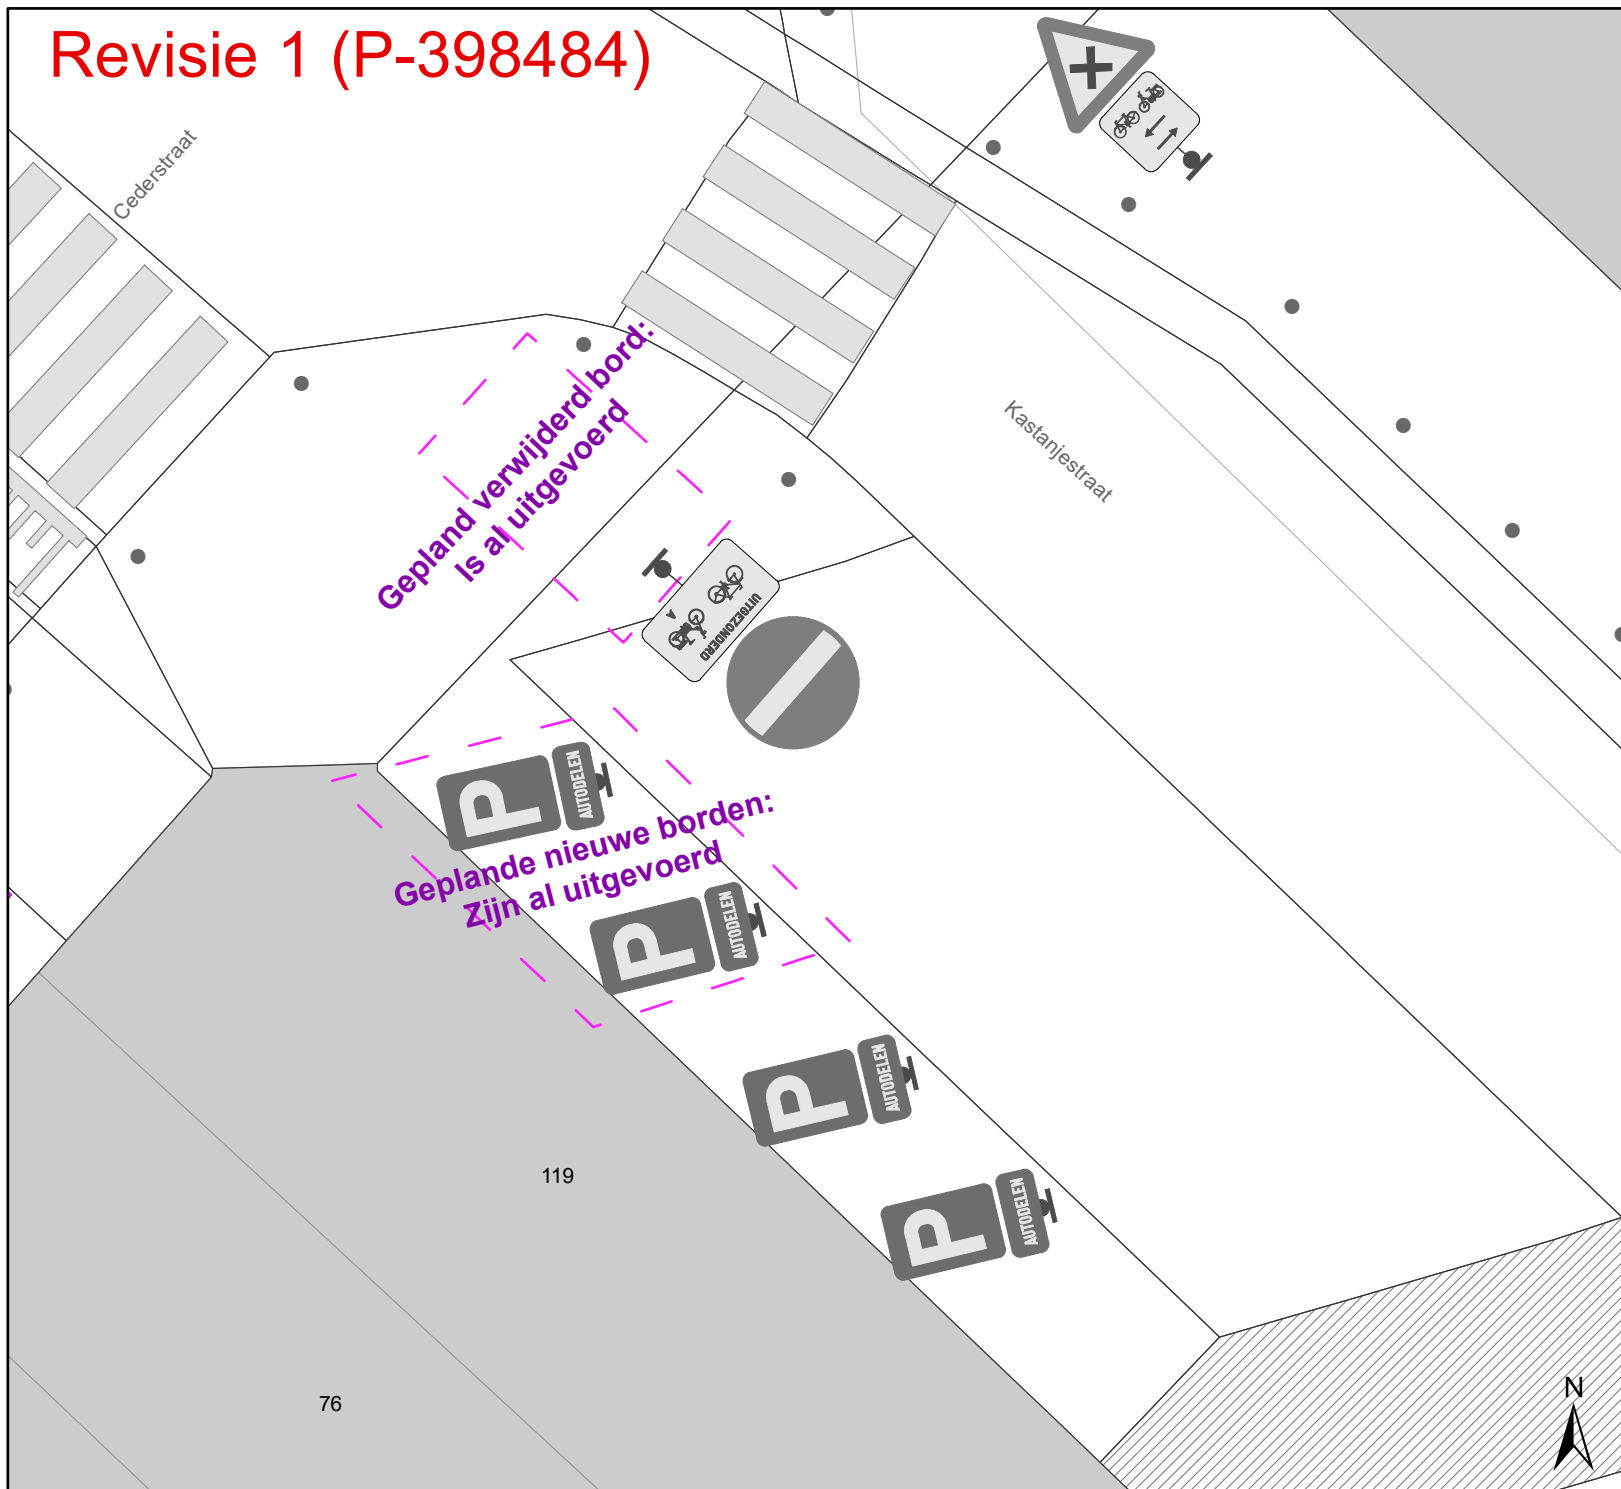 Revisie 1 (P-398484)
Cederstraat
Kastanjestraat
Gepland verwijderd bord:
Is al uitgevoerd
A
UITGEZONDERD
P
AUTODELEN
Geplande nieuwe borden:
Zijn al uitgevoerd
P
AUTODELEN
P
AUTODELEN
P
AUTODELEN
119
76
N